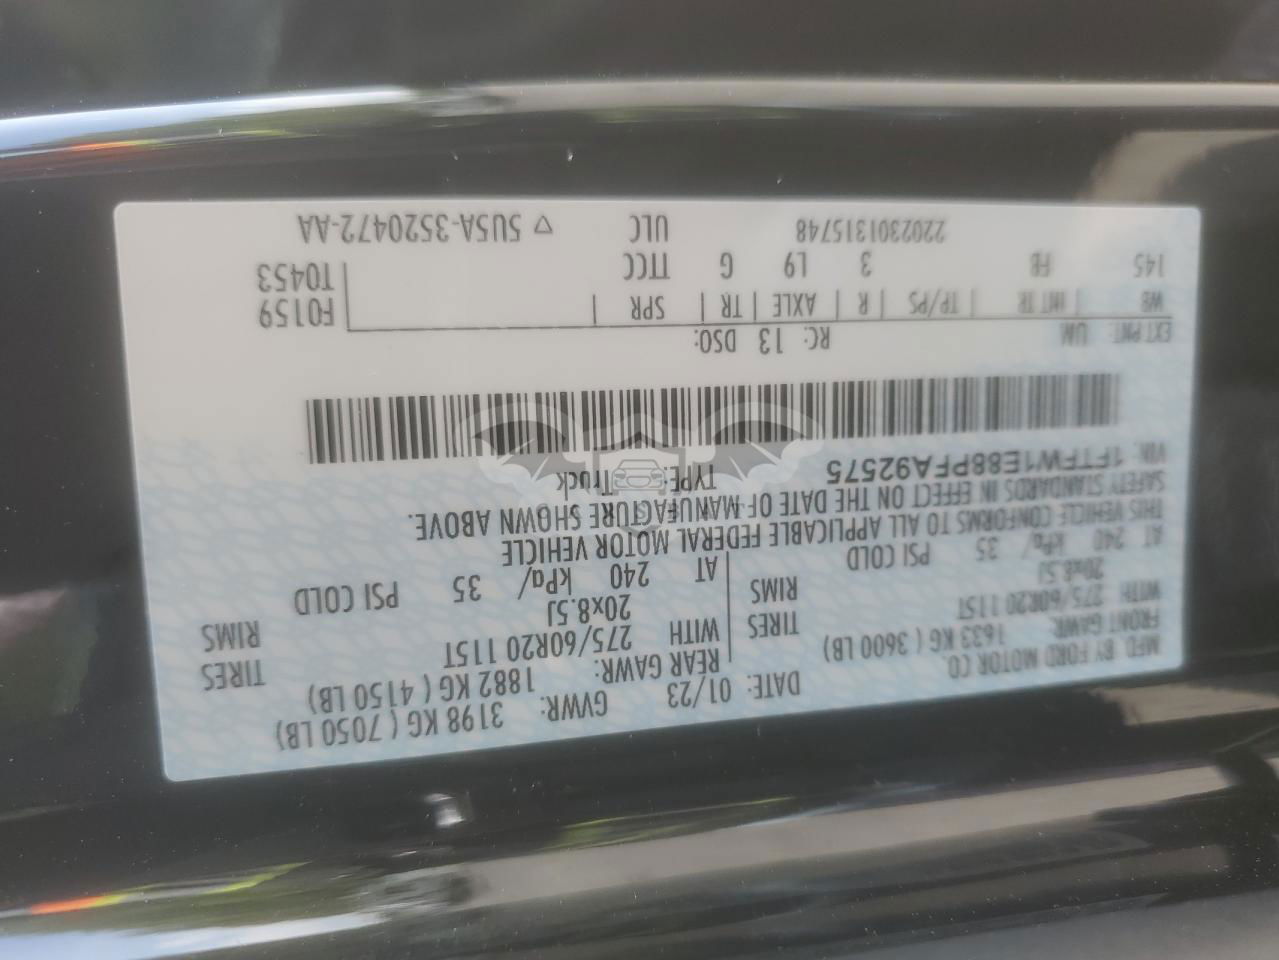 MFD. BY FORD MOTOR CO.
DATE: 01/23 GVWR: 3198 KG ( 7050 LB)
FRONT GAWR: 1633 KG ( 3600 LB) REAR GAWR: 1882 KG ( 4150 LB)
WITH 275/60R20 115T TIRES WITH 275/60R20 115T TIRES
20x8.5J RIMS 20x8.5J RIMS
AT 240 kPa/ 35 PSI COLD AT 240 kPa/ 35 PSI COLD
THIS VEHICLE CONFORMS TO ALL APPLICABLE FEDERAL MOTOR VEHICLE
SAFETY STANDARDS IN EFFECT ON THE DATE OF MANUFACTURE SHOWN ABOVE.
VIN: 1FTFW1E88PFA92575 TYPE: Truck
EXT PNT: UM RC: 13 DSO:
WB INT TR TP/PS R AXLE TR SPR F0159
145 FB 3 L9 G TTCC T0453
2202301315748 ULC ▽ 5U5A-3520472-AA